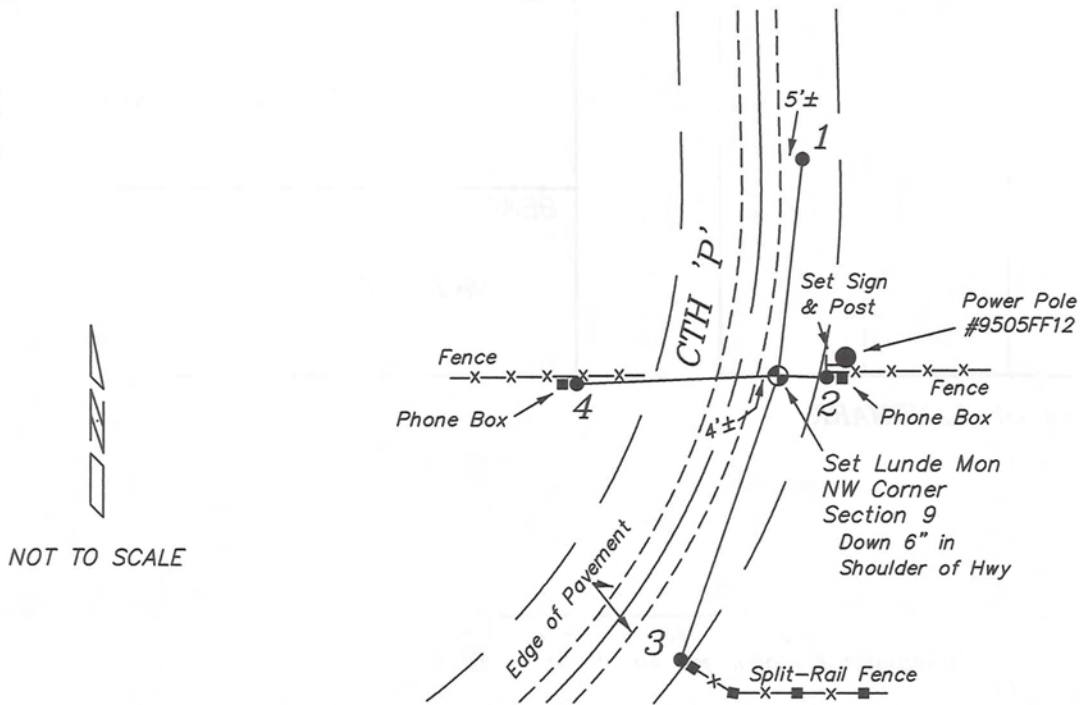 5'±
1
CTH 'P'
Set Sign
& Post
Power Pole
#9505FF12
Fence
Fence
4
2
Phone Box
Phone Box
4'±
Set Lunde Mon
NW Corner
Section 9
Down 6" in
Shoulder of Hwy
N
NOT TO SCALE
Edge of Pavement
3
Split-Rail Fence